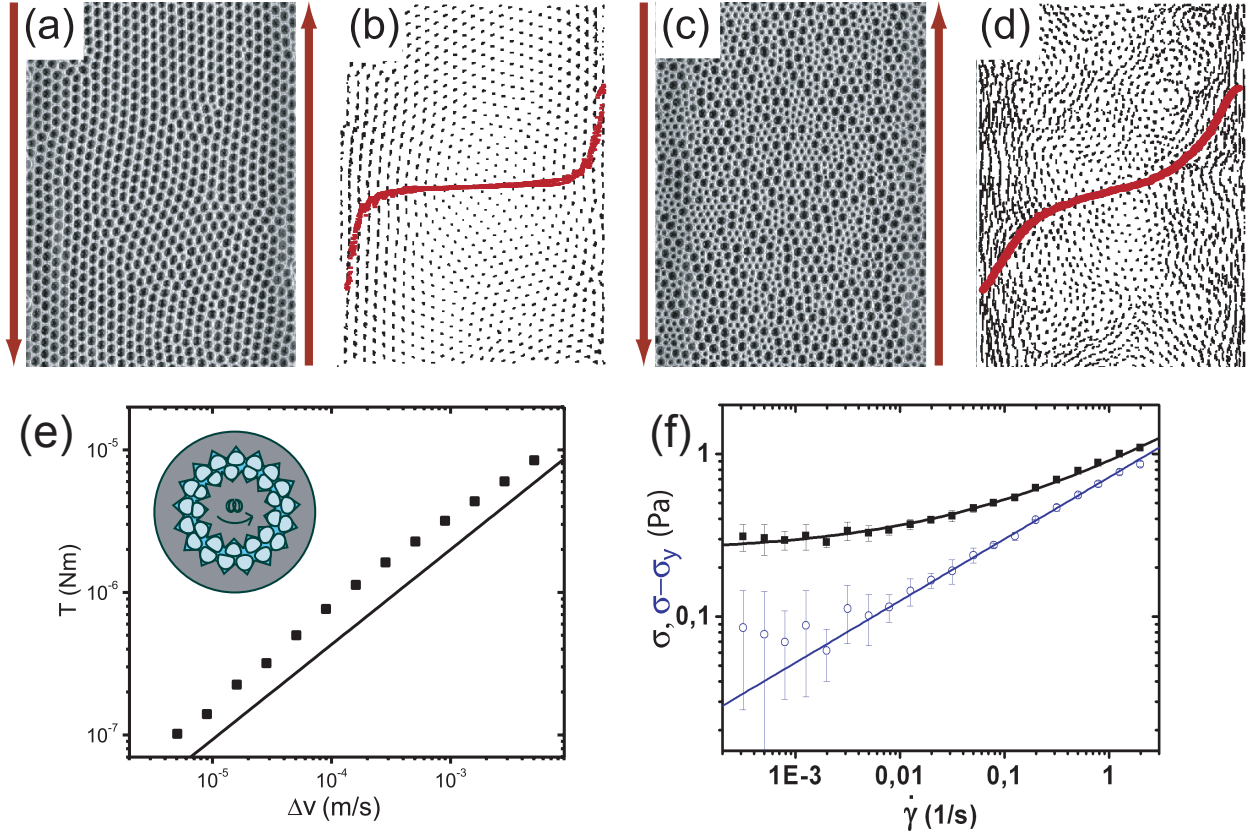 (a)
(b)
(c)
(d)
(e)
10⁻⁵
10⁻⁶
10⁻⁷
T (Nm)
ω
10⁻⁵
10⁻⁴
10⁻³
Δv (m/s)
(f)
1
0,1
σ, σ−σy (Pa)
1E-3
0,01
0,1
1
γ̇ (1/s)